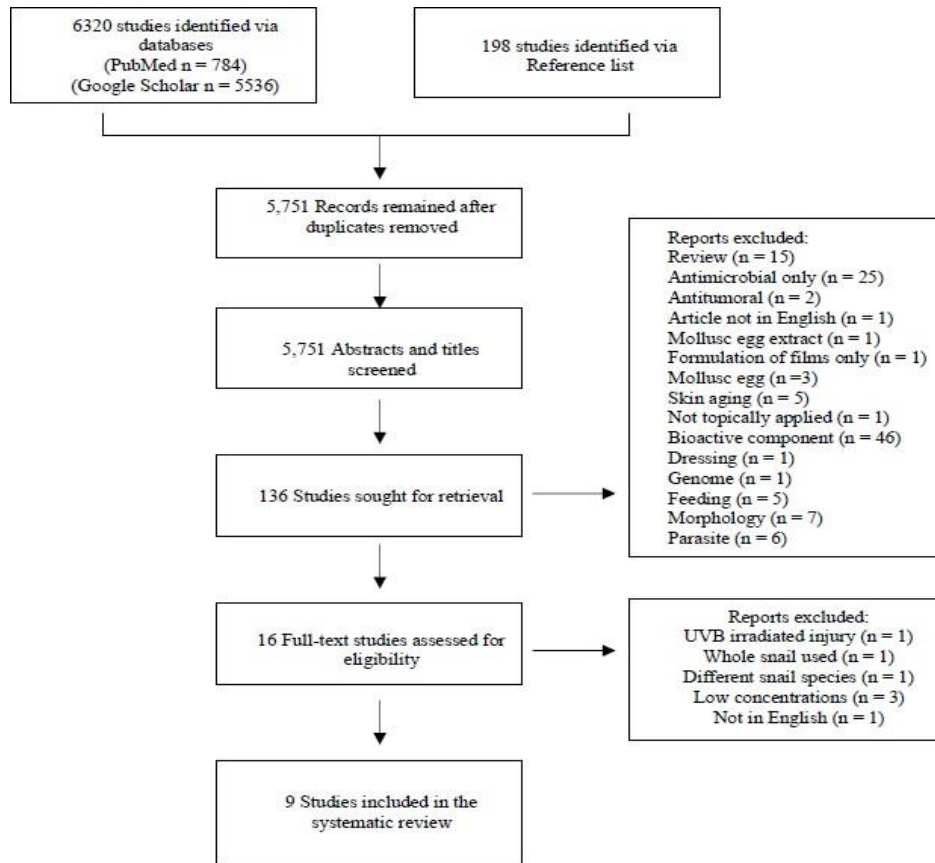 6320 studies identified via
databases
(PubMed n = 784)
(Google Scholar n = 5536)
198 studies identified via
Reference list
5,751 Records remained after
duplicates removed
5,751 Abstracts and titles
screened
136 Studies sought for retrieval
Reports excluded:
Review (n = 15)
Antimicrobial only (n = 25)
Antitumoral (n = 2)
Article not in English (n = 1)
Mollusc egg extract (n = 1)
Formulation of films only (n = 1)
Mollusc egg (n =3)
Skin aging (n = 5)
Not topically applied (n = 1)
Bioactive component (n = 46)
Dressing (n = 1)
Genome (n = 1)
Feeding (n = 5)
Morphology (n = 7)
Parasite (n = 6)
16 Full-text studies assessed for
eligibility
Reports excluded:
UVB irradiated injury (n = 1)
Whole snail used (n = 1)
Different snail species (n = 1)
Low concentrations (n = 3)
Not in English (n = 1)
9 Studies included in the
systematic review